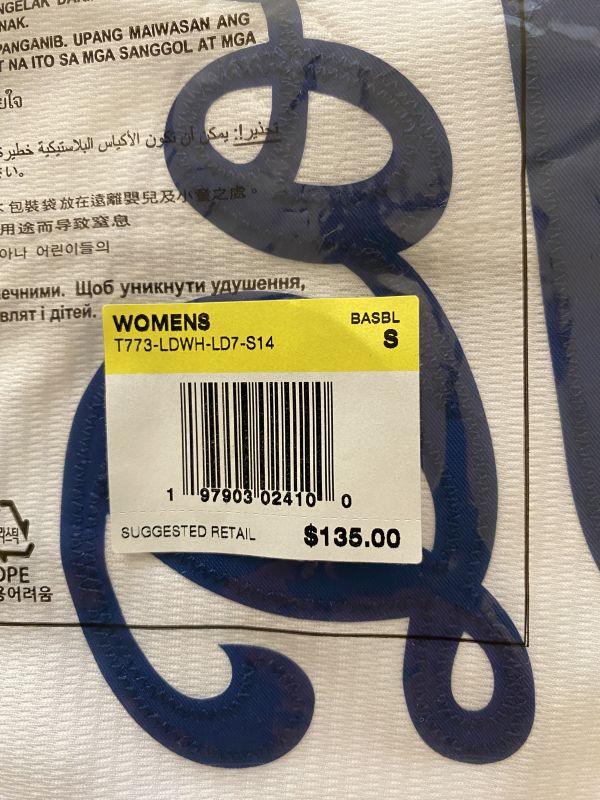 NAK.
PANGANIB. UPANG MAIWASAN ANG
NA ITO SA MGA SANGGOL AT MGA
تحذير!: يمكن أن تكون الأكياس البلاستيكية خطيرة
包裝袋放在遠離嬰兒及小童之處。
用途而导致窒息
아나 어린이들의
Щоб уникнути удушення,
влят і дітей.
WOMENS BASBL
T773-LDWH-LD7-S14 S
1 97903 02410 0
SUGGESTED RETAIL $135.00
용어려움